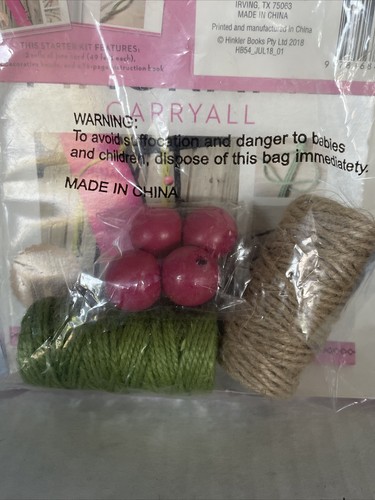 IRVING, TX 75063
MADE IN CHINA
Printed and manufactured in China
© Hinkler Books Pty Ltd 2018
HB54_JUL18_01
THIS STARTER KIT FEATURES:
CARRYALL
WARNING:
To avoid suffocation and danger to babies
and children, dispose of this bag immediately.
MADE IN CHINA